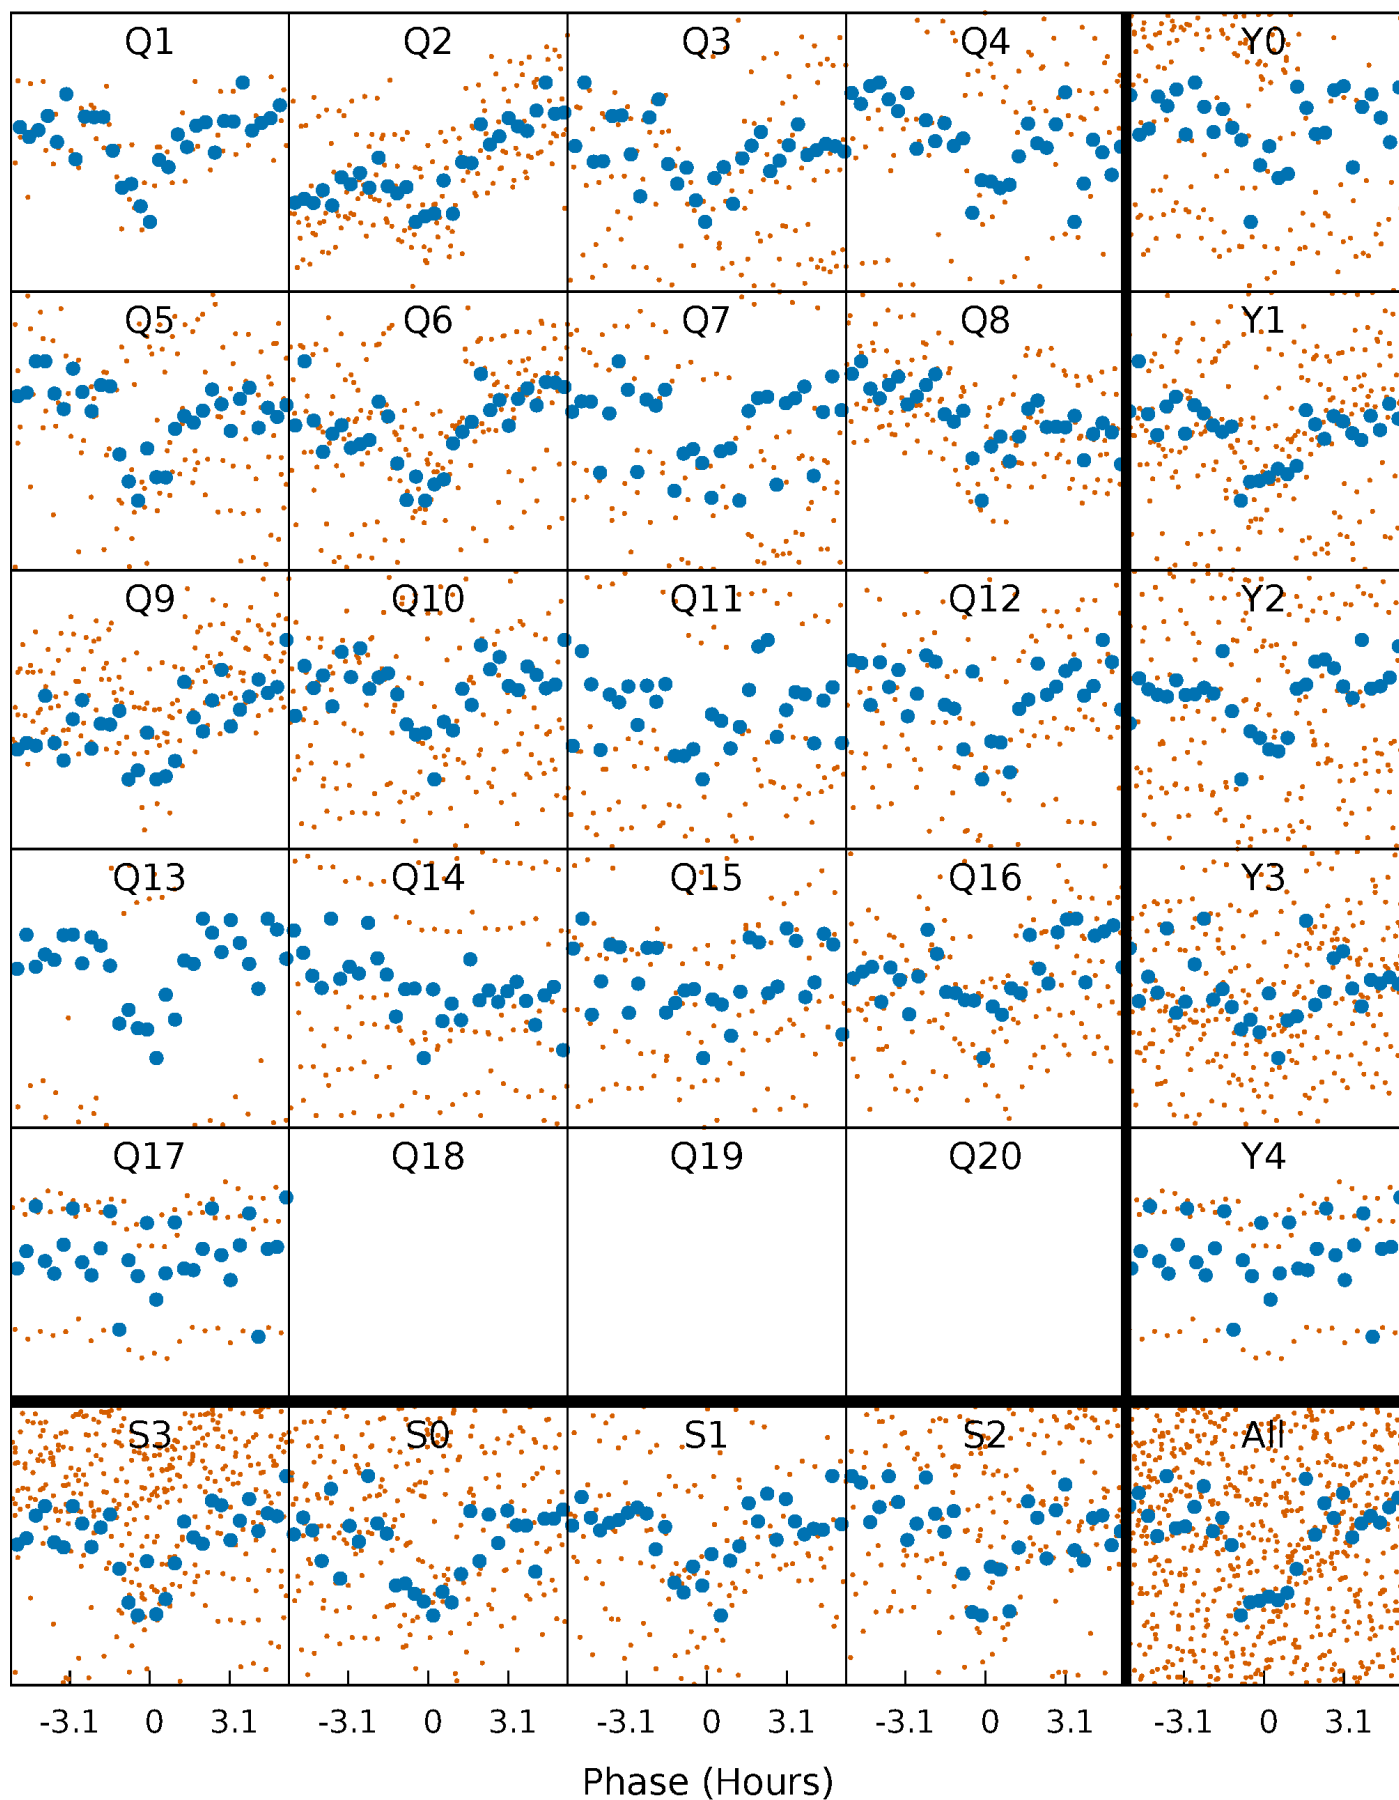 Q1 Q2 Q3 Q4 Y0
Q5 Q6 Q7 Q8 Y1
Q9 Q10 Q11 Q12 Y2
Q13 Q14 Q15 Q16 Y3
Q17 Q18 Q19 Q20 Y4
S3 S0 S1 S2 All
-3.1 0 3.1 -3.1 0 3.1 -3.1 0 3.1 -3.1 0 3.1 -3.1 0 3.1
Phase (Hours)